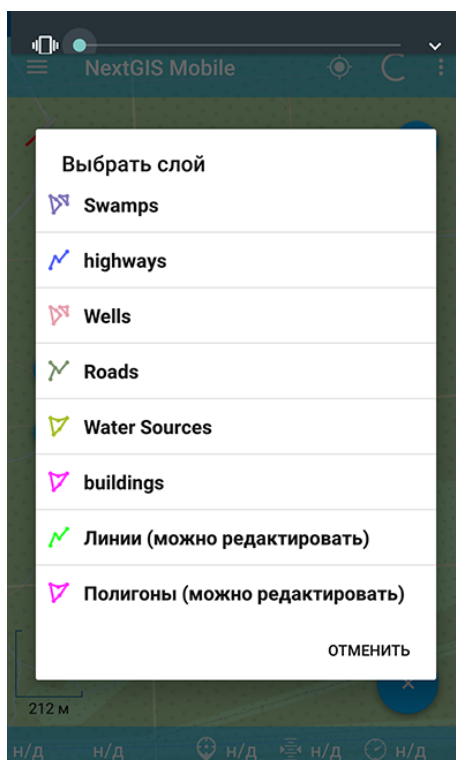 NextGIS Mobile
Выбрать слой
Swamps
highways
Wells
Roads
Water Sources
buildings
Линии (можно редактировать)
Полигоны (можно редактировать)
ОТМЕНИТЬ
212 м
н/д н/д н/д н/д н/д